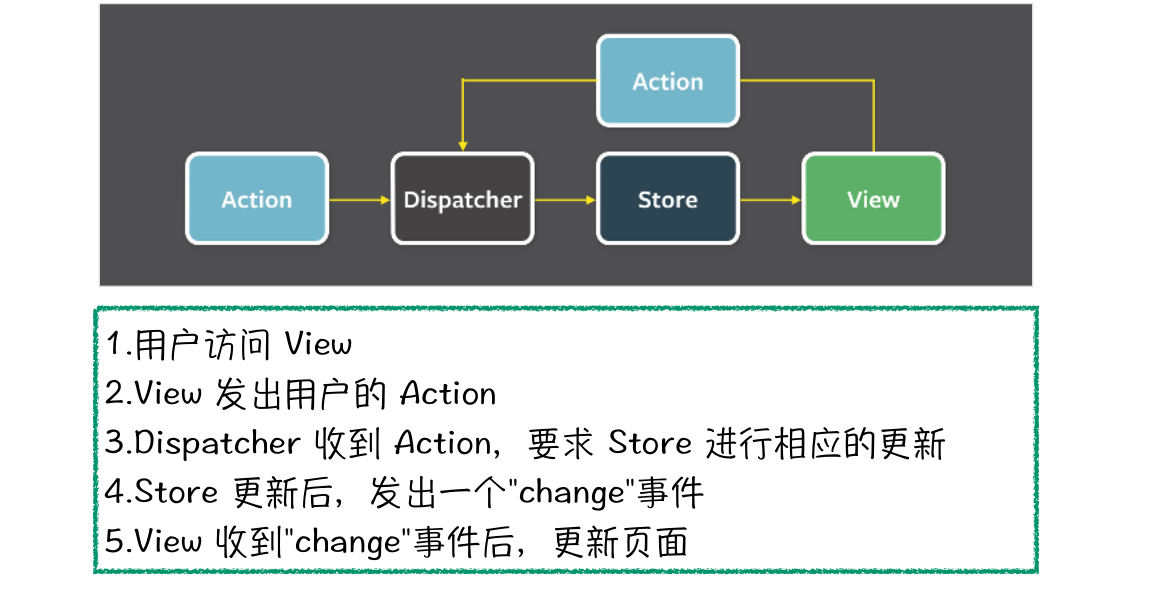 Action
Action
Dispatcher
Store
View
1.用户访问 View
2.View 发出用户的 Action
3.Dispatcher 收到 Action，要求 Store 进行相应的更新
4.Store 更新后，发出一个"change"事件
5.View 收到"change"事件后，更新页面